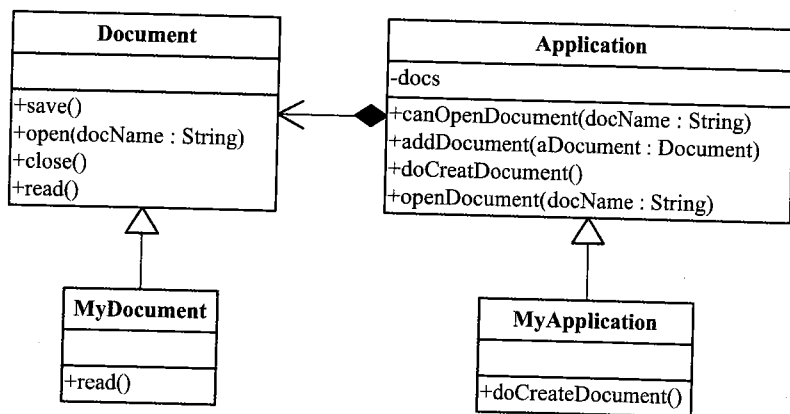 Document
+save()
+open(docName : String)
+close()
+read()
Application
-docs
+canOpenDocument(docName : String)
+addDocument(aDocument : Document)
+doCreatDocument()
+openDocument(docName : String)
MyDocument
+read()
MyApplication
+doCreateDocument()